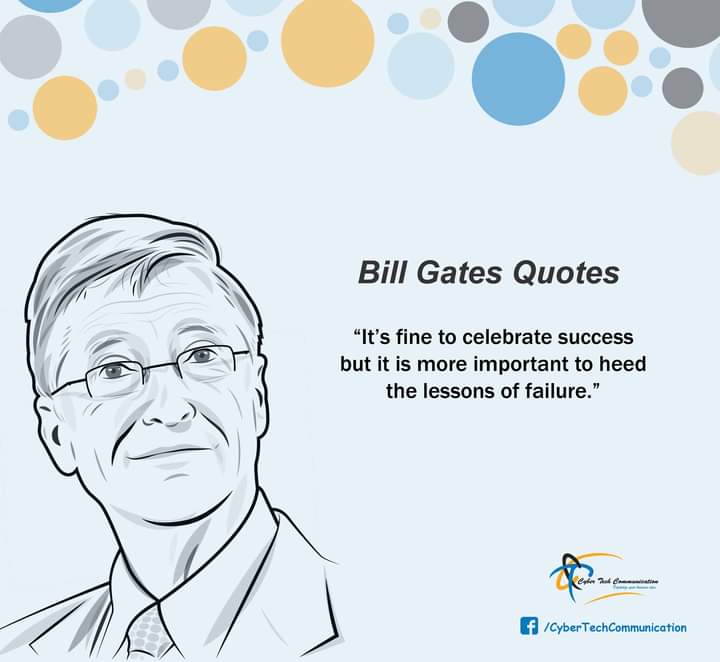 Bill Gates Quotes
“It’s fine to celebrate success
but it is more important to heed
the lessons of failure.”
Cyber Tech Communication
/CyberTechCommunication